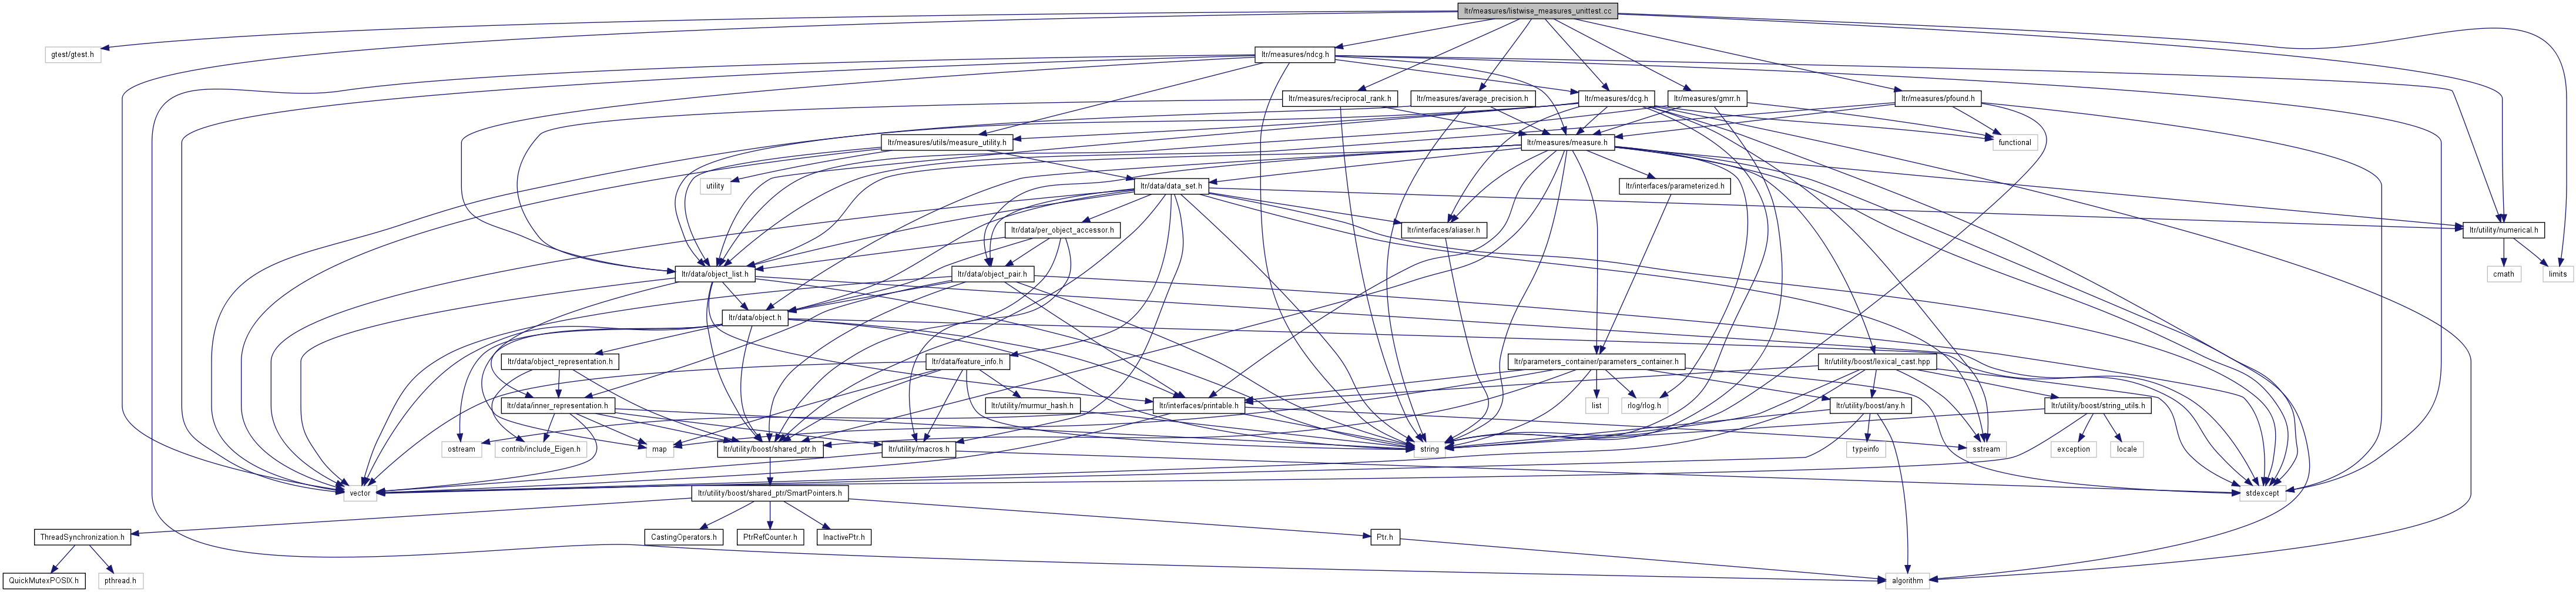 ltr/measures/listwise_measures_unittest.cc
gtest/gtest.h
ltr/measures/ndcg.h
ltr/measures/reciprocal_rank.h
ltr/measures/average_precision.h
ltr/measures/dcg.h
ltr/measures/gmrr.h
ltr/measures/pfound.h
ltr/measures/utils/measure_utility.h
ltr/measures/measure.h
functional
utility
ltr/data/data_set.h
ltr/interfaces/parameterized.h
ltr/data/per_object_accessor.h
ltr/interfaces/aliaser.h
ltr/utility/numerical.h
ltr/data/object_list.h
ltr/data/object_pair.h
cmath
limits
ltr/data/object.h
ltr/data/object_representation.h
ltr/data/feature_info.h
ltr/parameters_container/parameters_container.h
ltr/utility/boost/lexical_cast.hpp
ltr/data/inner_representation.h
ltr/utility/murmur_hash.h
ltr/interfaces/printable.h
list
rlog/rlog.h
ltr/utility/boost/any.h
ltr/utility/boost/string_utils.h
ostream
contrib/include_Eigen.h
map
ltr/utility/boost/shared_ptr.h
ltr/utility/macros.h
string
typeinfo
sstream
exception
locale
vector
ltr/utility/boost/shared_ptr/SmartPointers.h
stdexcept
ThreadSynchronization.h
CastingOperators.h
PtrRefCounter.h
InactivePtr.h
Ptr.h
QuickMutexPOSIX.h
pthread.h
algorithm